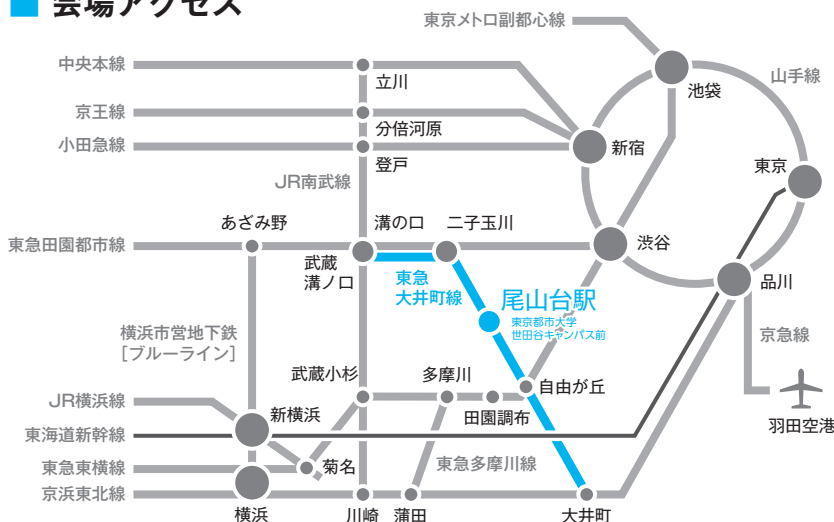 会場アクセス
東京メトロ副都心線
中央本線
立川
池袋
山手線
京王線
分倍河原
新宿
小田急線
登戸
東京
JR南武線
あざみ野
溝の口
二子玉川
東急田園都市線
渋谷
武蔵
溝ノ口
東急
大井町線
尾山台駅
東京都市大学
世田谷キャンパス前
品川
横浜市営地下鉄
［ブルーライン］
京急線
武蔵小杉
多摩川
自由が丘
JR横浜線
新横浜
田園調布
羽田空港
東海道新幹線
東急東横線
菊名
東急多摩川線
京浜東北線
横浜
川崎
蒲田
大井町